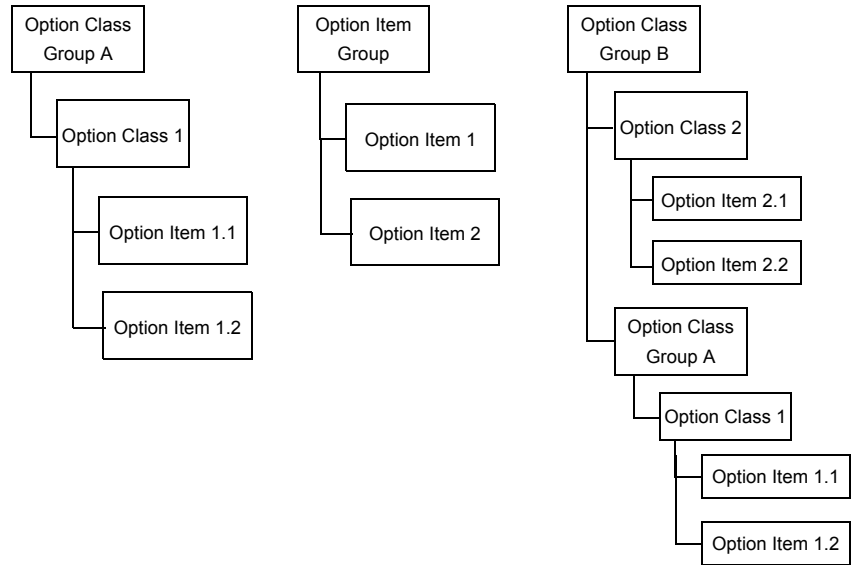 Option Class
Group A
Option Class 1
Option Item 1.1
Option Item 1.2
Option Item
Group
Option Item 1
Option Item 2
Option Class
Group B
Option Class 2
Option Item 2.1
Option Item 2.2
Option Class
Group A
Option Class 1
Option Item 1.1
Option Item 1.2